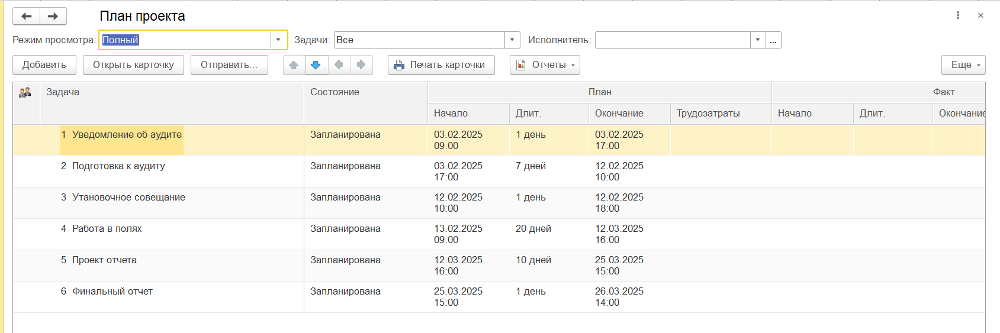 План проекта
Режим просмотра: Полный Задачи: Все Исполнитель: ...
Добавить Открыть карточку Отправить... Печать карточки Отчеты Еще
Задача Состояние План Факт
Начало Длит. Окончание Трудозатраты Начало Длит. Окончание
1 Уведомление об аудите Запланирована 03.02.2025 1 день 03.02.2025
09:00 17:00
2 Подготовка к аудиту Запланирована 03.02.2025 7 дней 12.02.2025
17:00 10:00
3 Утановочное совещание Запланирована 12.02.2025 1 день 12.02.2025
10:00 18:00
4 Работа в полях Запланирована 13.02.2025 20 дней 12.03.2025
09:00 16:00
5 Проект отчета Запланирована 12.03.2025 10 дней 25.03.2025
16:00 15:00
6 Финальный отчет Запланирована 25.03.2025 1 день 26.03.2025
15:00 14:00